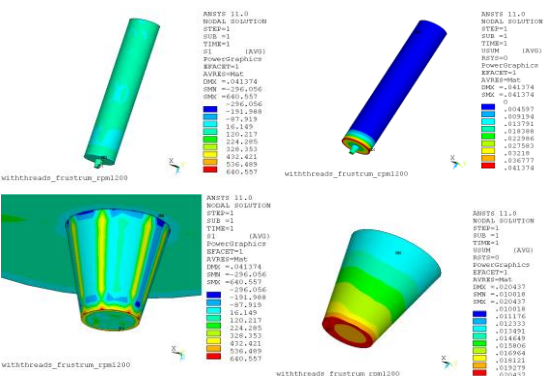 ANSYS 11.0
NODAL SOLUTION
STEP=1
SUB =1
TIME=1
S1 (AVG)
PowerGraphics
EFACET=1
AVRES=Mat
DMX =.041374
SMN =-296.056
SMX =640.557
-296.056
-191.988
-87.919
16.149
120.217
224.285
328.353
432.421
536.489
640.557
X
withthreads_frustrum_rpm1200
ANSYS 11.0
NODAL SOLUTION
STEP=1
SUB =1
TIME=1
USUM (AVG)
RSYS=0
PowerGraphics
EFACET=1
AVRES=Mat
DMX =.041374
SMX =.041374
0
.004597
.009194
.013791
.018388
.022986
.027583
.03218
.036777
.041374
X
withthreads_frustrum_rpm1200
ANSYS 11.0
NODAL SOLUTION
STEP=1
SUB =1
TIME=1
S1 (AVG)
PowerGraphics
EFACET=1
AVRES=Mat
DMX =.041374
SMN =-296.056
SMX =640.557
-296.056
-191.988
-87.919
16.149
120.217
224.285
328.353
432.421
536.489
640.557
X
withthreads_frustrum_rpm1200
ANSYS 11.0
NODAL SOLUTION
STEP=1
SUB =1
TIME=1
USUM (AVG)
RSYS=0
PowerGraphics
EFACET=1
AVRES=Mat
DMX =.020437
SMN =.010018
SMX =.020437
.010018
.011176
.012333
.013491
.014649
.015806
.016964
.018121
.019279
.020437
X
withthreads_frustrum_rpm1200